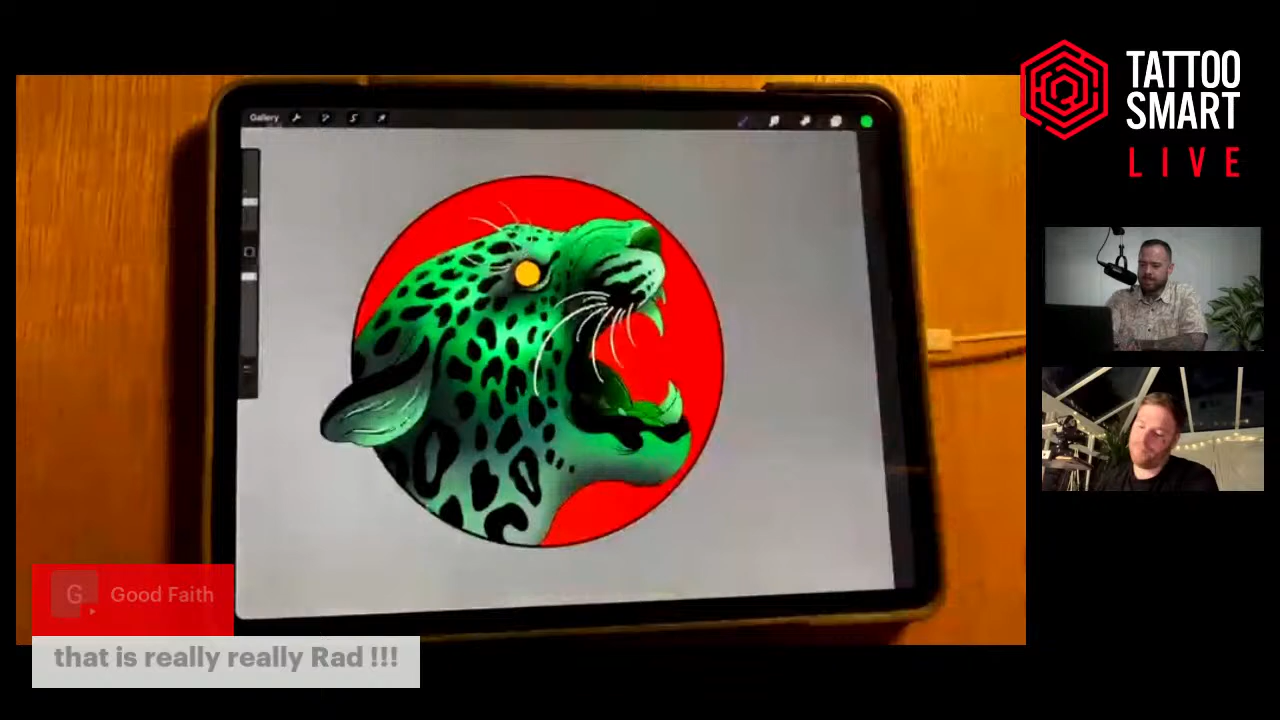 TATTOO
SMART
LIVE
Gallery
G
Good Faith
that is really really Rad !!!